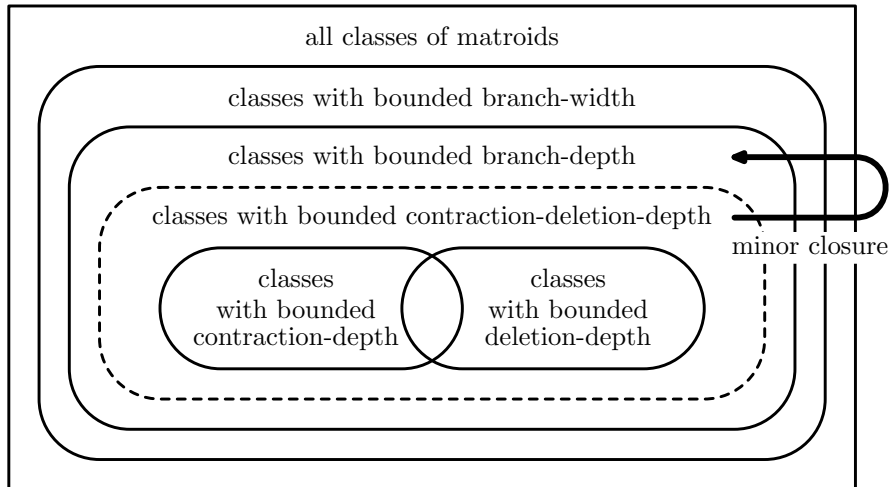 all classes of matroids
classes with bounded branch-width
classes with bounded branch-depth
classes with bounded contraction-deletion-depth
minor closure
classes
with bounded
contraction-depth
classes
with bounded
deletion-depth